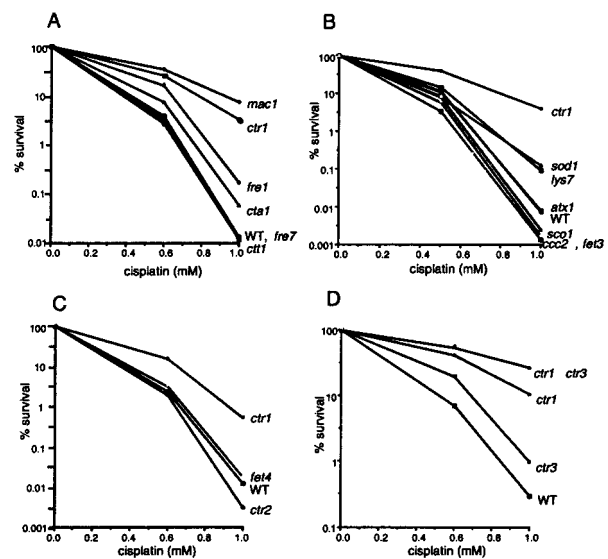 A
100
10
1
0.1
0.01
% survival
0.0 0.2 0.4 0.6 0.8 1.0
cisplatin (mM)
mac1
ctr1
fre1
cta1
WT, fre7
ctt1
B
100
10
1
0.1
0.01
0.001
% survival
0.0 0.2 0.4 0.6 0.8 1.0
cisplatin (mM)
ctr1
sod1
lys7
atx1
WT
sco1
ccc2 , fet3
C
100
10
1
0.1
0.01
0.001
% survival
0.0 0.2 0.4 0.6 0.8 1.0
cisplatin (mM)
ctr1
fet4
WT
ctr2
D
100
10
1
0.1
% survival
0.0 0.2 0.4 0.6 0.8 1.0
cisplatin (mM)
ctr1 ctr3
ctr1
ctr3
WT